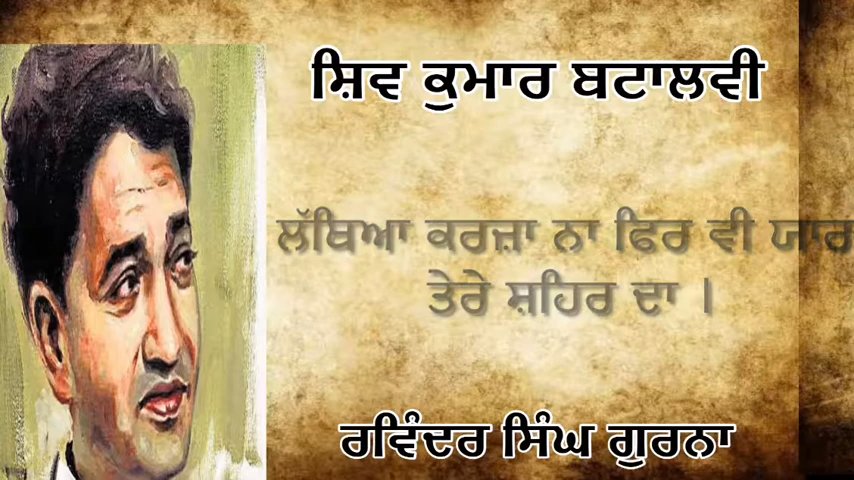 ਸ਼ਿਵ ਕੁਮਾਰ ਬਟਾਲਵੀ
ਲੱਥਿਆ ਕਰਜ਼ਾ ਨਾ ਫਿਰ ਵੀ ਯਾਰ
ਤੇਰੇ ਸ਼ਹਿਰ ਦਾ ।
ਰਵਿੰਦਰ ਸਿੰਘ ਗੁਰਨਾ